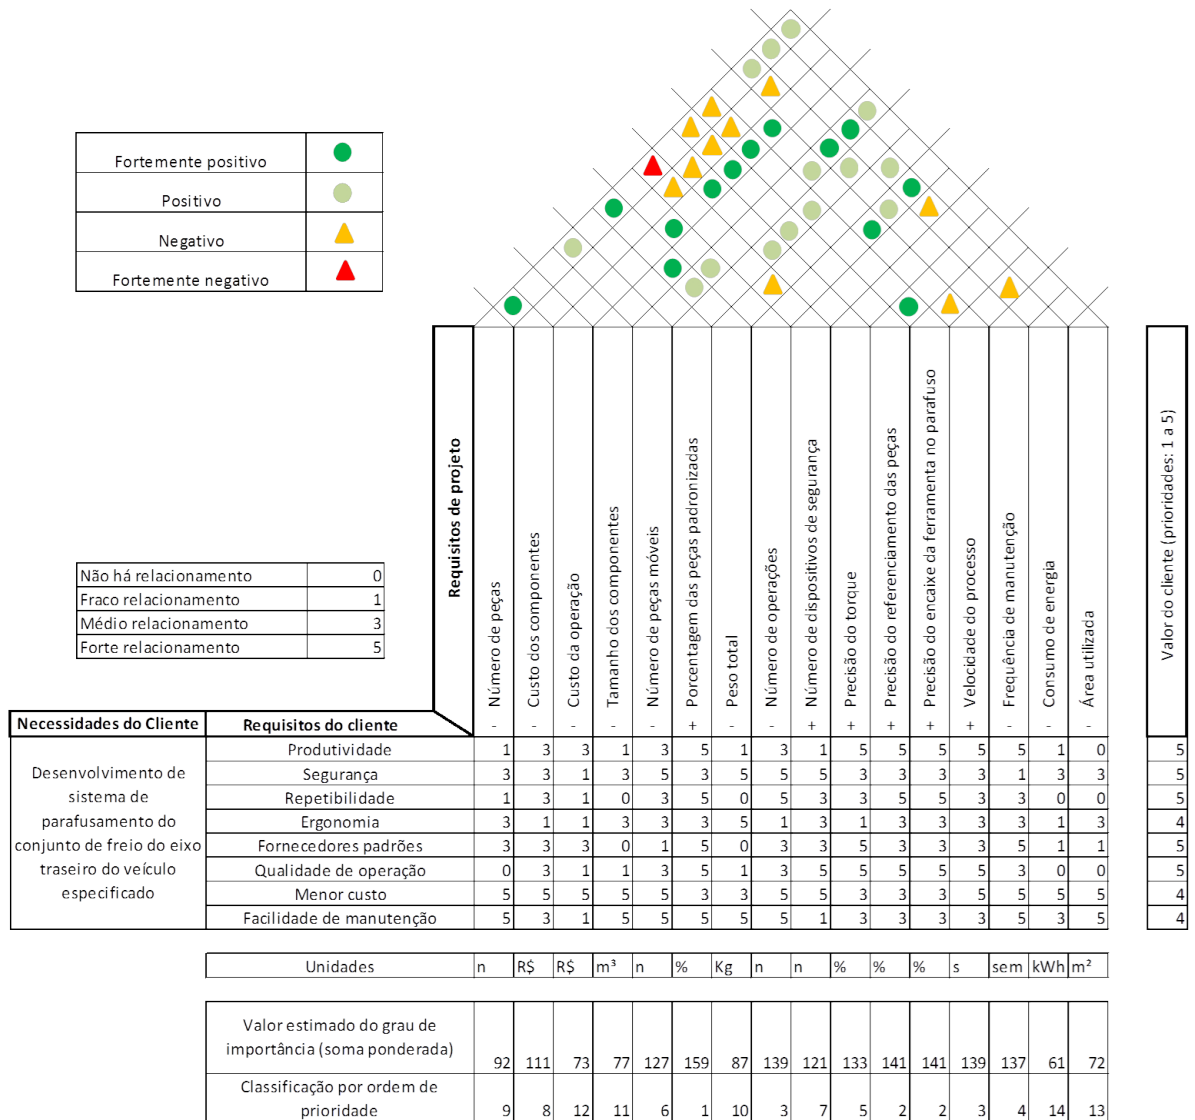 Fortemente positivo
Positivo
Negativo
Fortemente negativo
Não há relacionamento 0
Fraco relacionamento 1
Médio relacionamento 3
Forte relacionamento 5
Requisitos de projeto
Número de peças
Custo dos componentes
Custo da operação
Tamanho dos componentes
Número de peças móveis
Porcentagem das peças padronizadas
Peso total
Número de operações
Número de dispositivos de segurança
Precisão do torque
Precisão do referenciamento das peças
Precisão do encaixe da ferramenta no parafuso
Velocidade do processo
Frequência de manutenção
Consumo de energia
Área utilizada
Valor do cliente (prioridades: 1 a 5)
Necessidades do Cliente Requisitos do cliente - - - - - + - - + + + + + - - -
Desenvolvimento de
sistema de
parafusamento do
conjunto de freio do eixo
traseiro do veículo
especificado
Produtividade 1 3 3 1 3 5 1 3 1 5 5 5 5 5 1 0 5
Segurança 3 3 1 3 5 3 5 5 5 3 3 3 3 1 3 3 5
Repetibilidade 1 3 1 0 3 5 0 5 3 3 5 5 3 3 0 0 5
Ergonomia 3 1 1 3 3 3 5 1 3 1 3 3 3 3 1 3 4
Fornecedores padrões 3 3 3 0 1 5 0 3 3 5 3 3 3 5 1 1 5
Qualidade de operação 0 3 1 1 3 5 1 3 5 5 5 5 5 3 0 0 5
Menor custo 5 5 5 5 5 3 3 5 5 5 5 5 5 5 5 5 4
Facilidade de manutenção 5 3 1 5 5 5 5 5 1 3 3 3 3 5 3 5 4
Unidades n R$ R$ m³ n % Kg n n % % % s sem kWh m²
Valor estimado do grau de
importância (soma ponderada) 92 111 73 77 127 159 87 139 121 133 141 141 139 137 61 72
Classificação por ordem de
prioridade 9 8 12 11 6 1 10 3 7 5 2 2 3 4 14 13